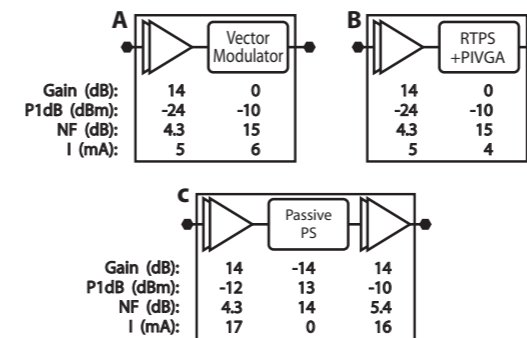 A
Vector
Modulator
Gain (dB): 14 0
P1dB (dBm): -24 -10
NF (dB): 4.3 15
I (mA): 5 6
B
RTPS
+PIVGA
14 0
-24 -10
4.3 15
5 4
C
Passive
PS
Gain (dB): 14 -14 14
P1dB (dBm): -12 13 -10
NF (dB): 4.3 14 5.4
I (mA): 17 0 16